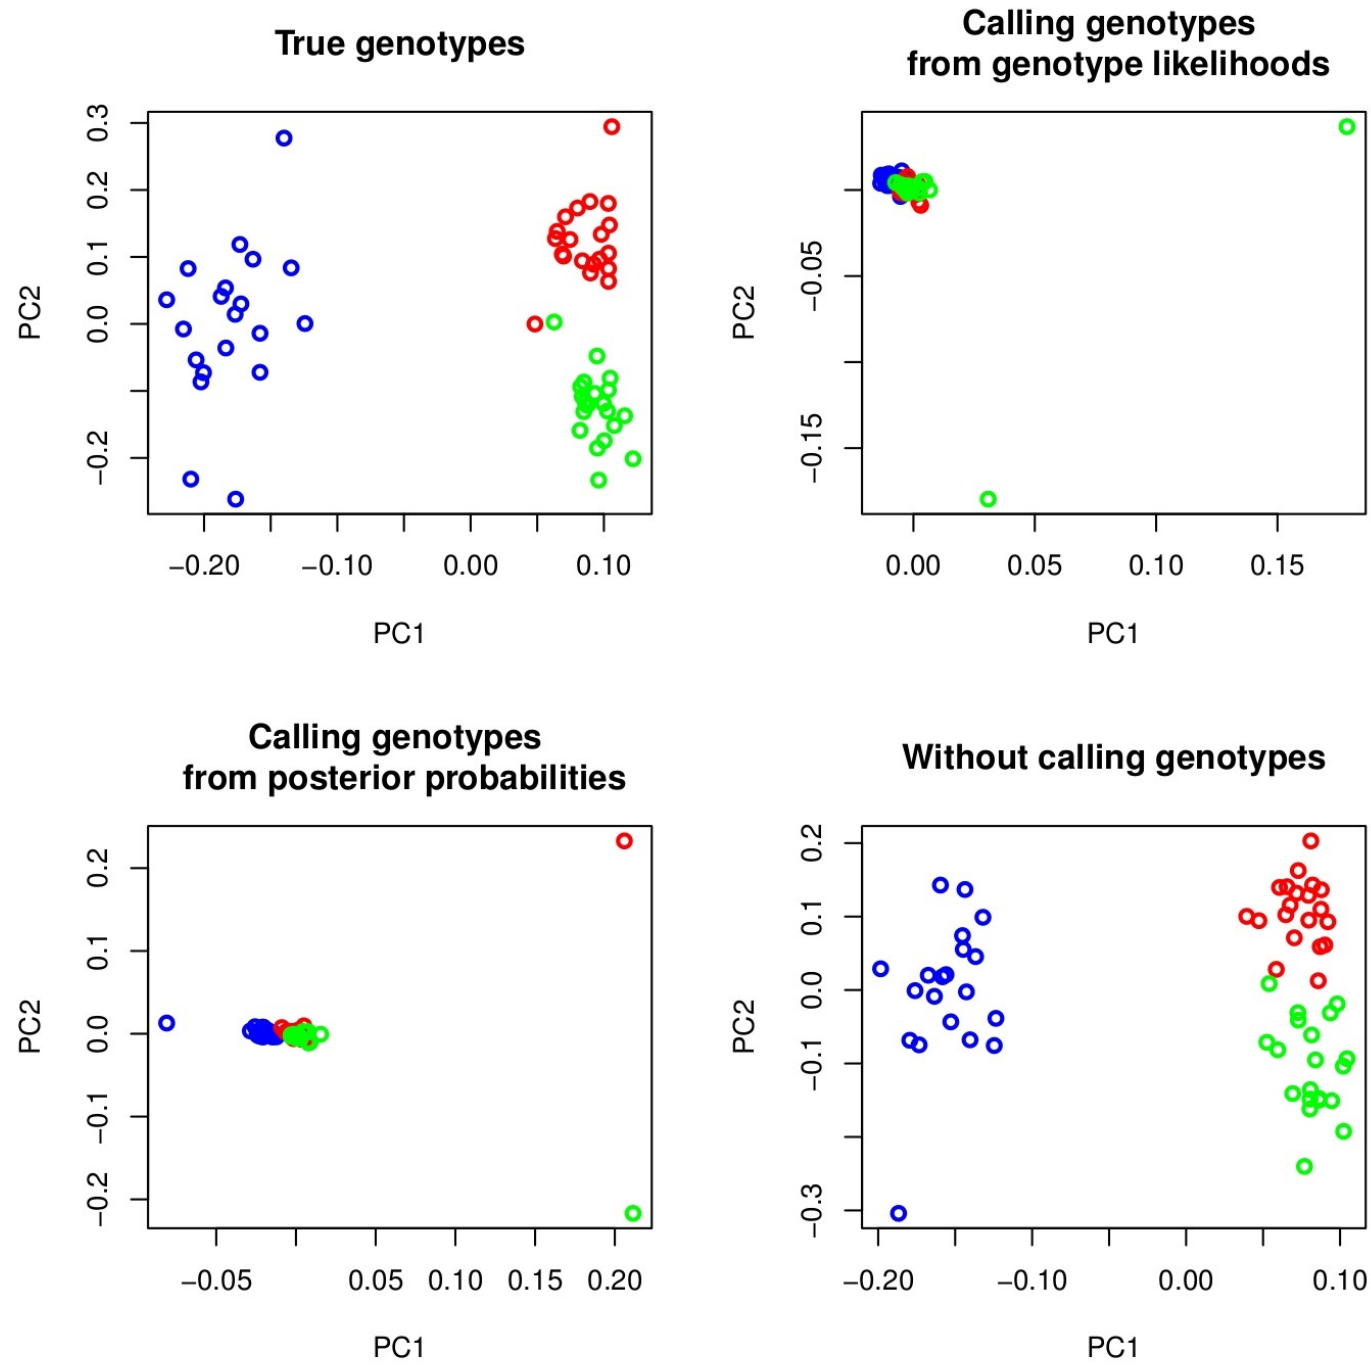 True genotypes
0.3
0.2
0.1
0.0
−0.2
PC2
−0.20
−0.10
0.00
0.10
PC1
Calling genotypes
from genotype likelihoods
−0.05
−0.15
PC2
0.00
0.05
0.10
0.15
PC1
Calling genotypes
from posterior probabilities
0.2
0.1
0.0
−0.1
−0.2
PC2
−0.05
0.05
0.10
0.15
0.20
PC1
Without calling genotypes
0.2
0.1
0.0
−0.1
−0.3
PC2
−0.20
−0.10
0.00
0.10
PC1